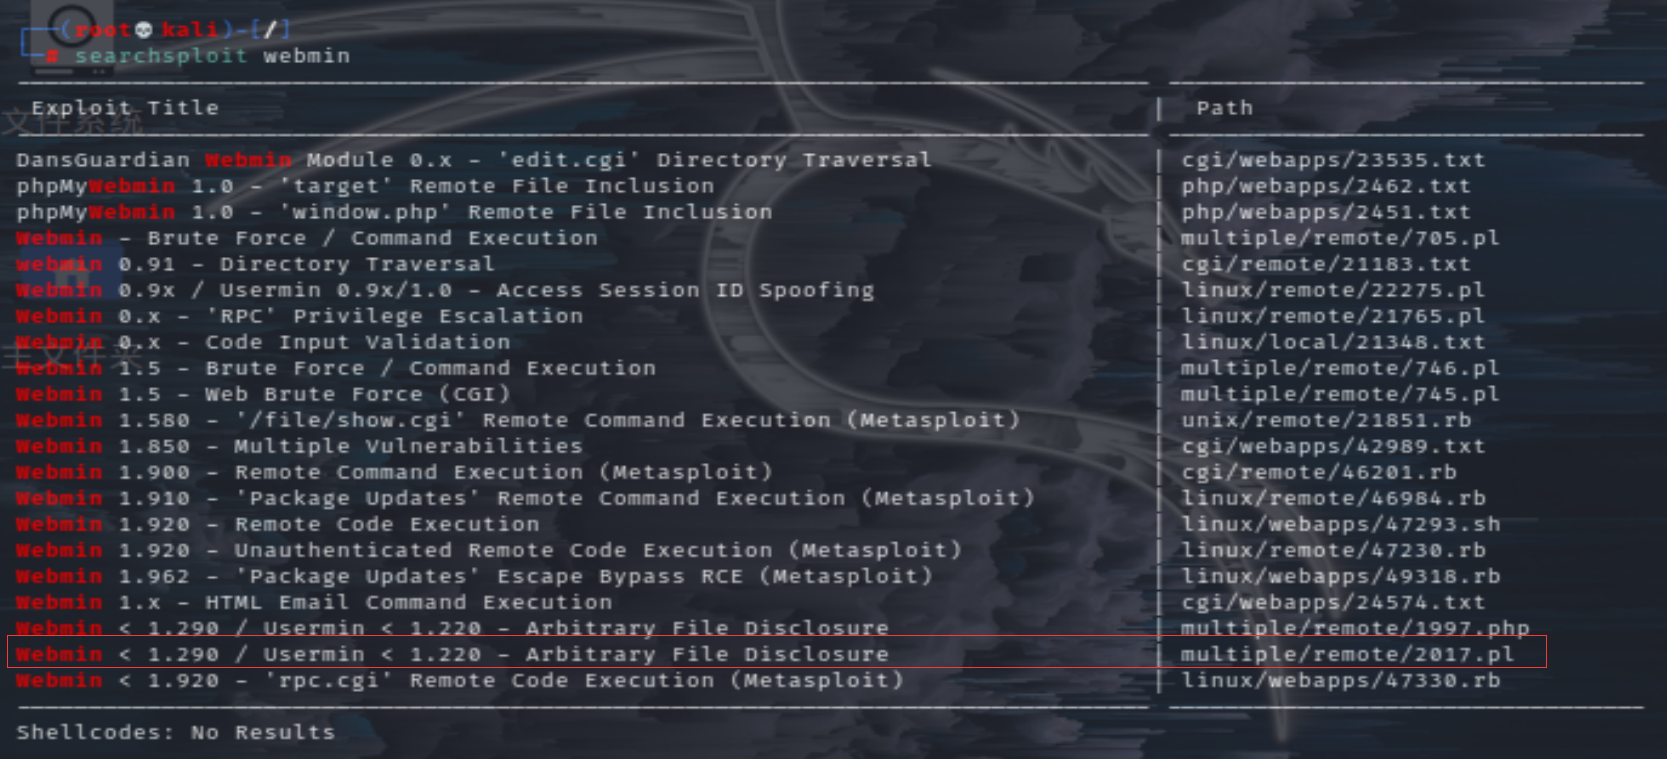 (root💀kali)-[/]
# searchsploit webmin
Exploit Title | Path
文件系统
DansGuardian Webmin Module 0.x - 'edit.cgi' Directory Traversal | cgi/webapps/23535.txt
phpMyWebmin 1.0 - 'target' Remote File Inclusion | php/webapps/2462.txt
phpMyWebmin 1.0 - 'window.php' Remote File Inclusion | php/webapps/2451.txt
Webmin - Brute Force / Command Execution | multiple/remote/705.pl
webmin 0.91 - Directory Traversal | cgi/remote/21183.txt
Webmin 0.9x / Usermin 0.9x/1.0 - Access Session ID Spoofing | linux/remote/22275.pl
Webmin 0.x - 'RPC' Privilege Escalation | linux/remote/21765.pl
Webmin 0.x - Code Input Validation | linux/local/21348.txt
主文件夹
Webmin 1.5 - Brute Force / Command Execution | multiple/remote/746.pl
Webmin 1.5 - Web Brute Force (CGI) | multiple/remote/745.pl
Webmin 1.580 - '/file/show.cgi' Remote Command Execution (Metasploit) | unix/remote/21851.rb
Webmin 1.850 - Multiple Vulnerabilities | cgi/webapps/42989.txt
Webmin 1.900 - Remote Command Execution (Metasploit) | cgi/remote/46201.rb
Webmin 1.910 - 'Package Updates' Remote Command Execution (Metasploit) | linux/remote/46984.rb
Webmin 1.920 - Remote Code Execution | linux/webapps/47293.sh
Webmin 1.920 - Unauthenticated Remote Code Execution (Metasploit) | linux/remote/47230.rb
Webmin 1.962 - 'Package Updates' Escape Bypass RCE (Metasploit) | linux/webapps/49318.rb
Webmin 1.x - HTML Email Command Execution | cgi/webapps/24574.txt
Webmin < 1.290 / Usermin < 1.220 - Arbitrary File Disclosure | multiple/remote/1997.php
Webmin < 1.290 / Usermin < 1.220 - Arbitrary File Disclosure | multiple/remote/2017.pl
Webmin < 1.920 - 'rpc.cgi' Remote Code Execution (Metasploit) | linux/webapps/47330.rb
Shellcodes: No Results